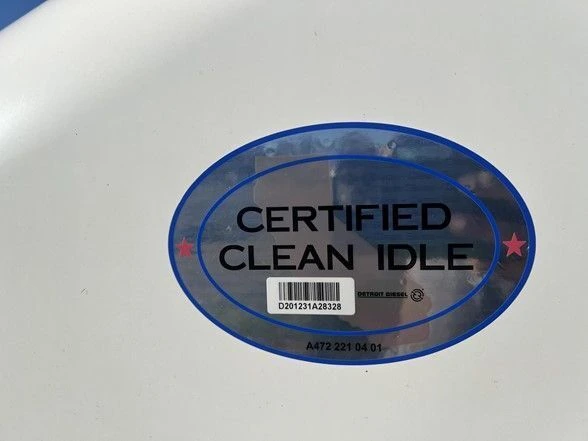 CERTIFIED
CLEAN IDLE
DETROIT DIESEL
D201231A28328
A472 221 04 01